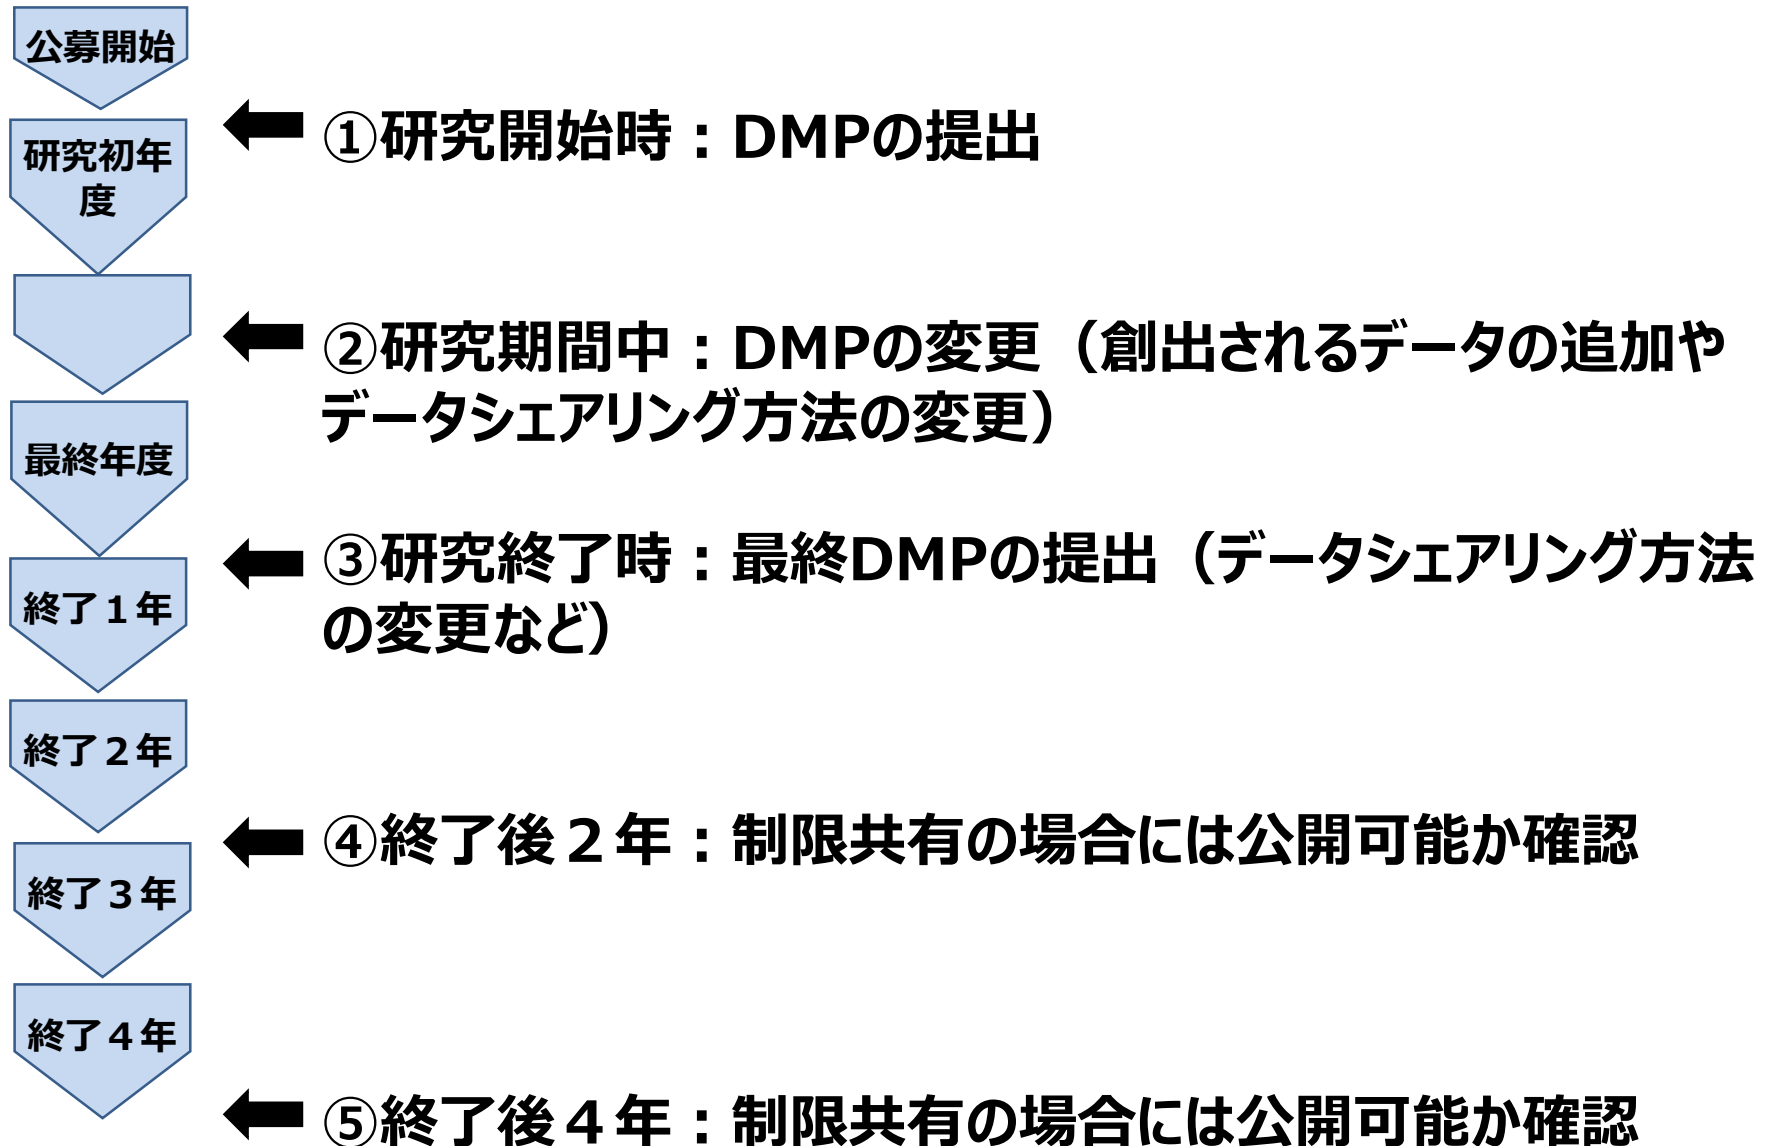 公募開始
①研究開始時：DMPの提出
研究初年
度
②研究期間中：DMPの変更（創出されるデータの追加や
データシェアリング方法の変更）
最終年度
③研究終了時：最終DMPの提出（データシェアリング方法
の変更など）
終了１年
終了２年
④終了後２年：制限共有の場合には公開可能か確認
終了３年
終了４年
⑤終了後４年：制限共有の場合には公開可能か確認